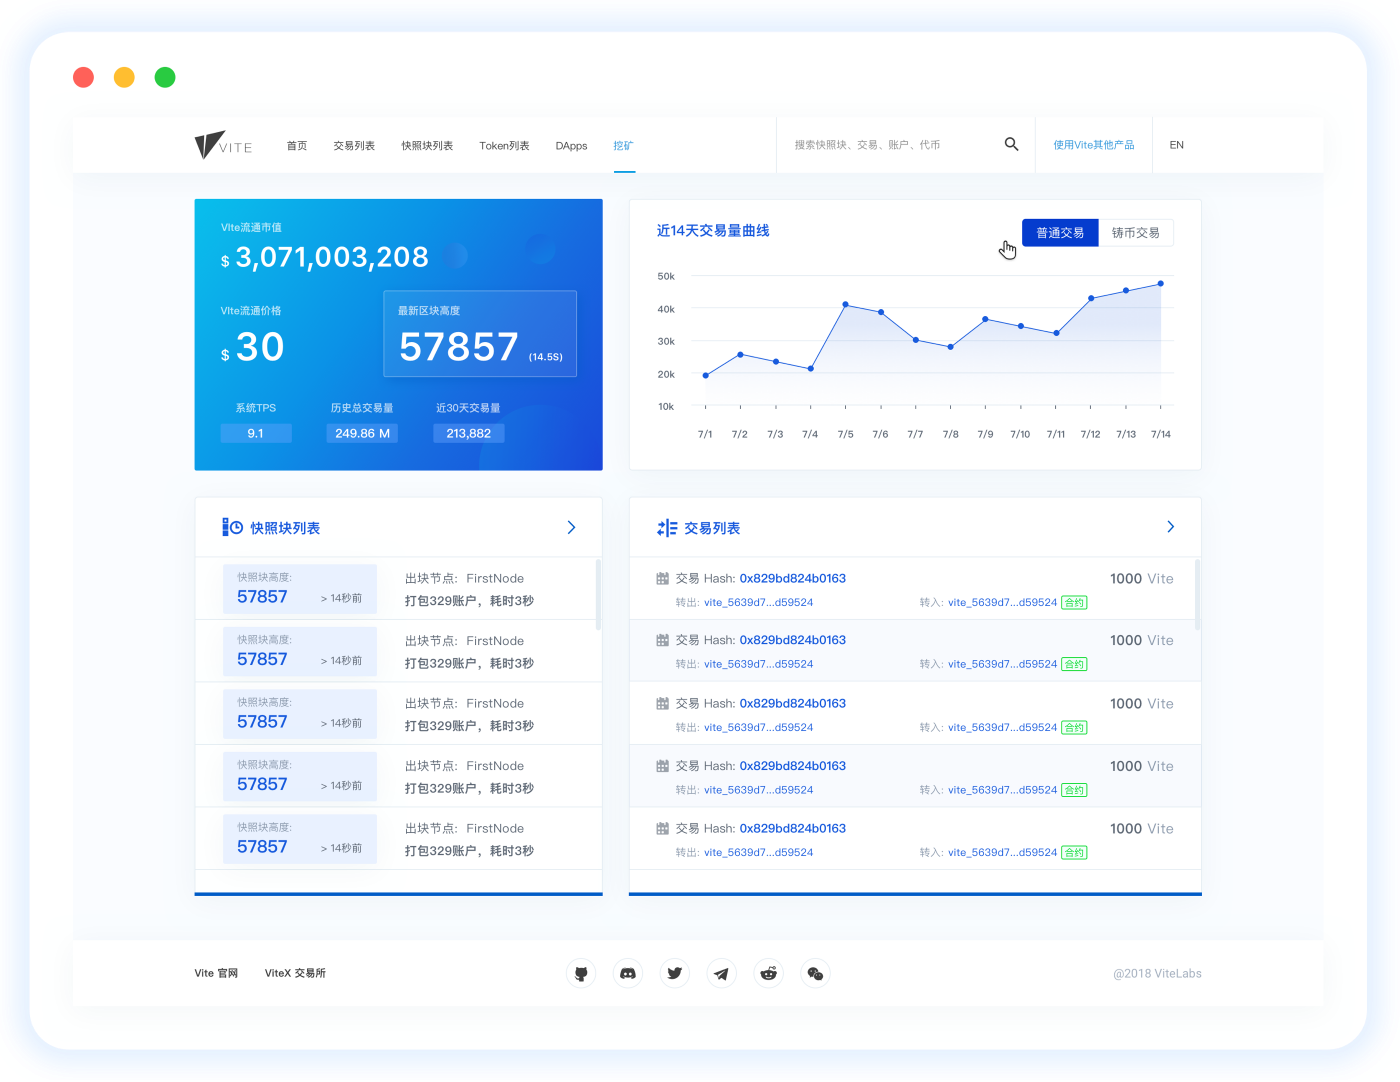 VITE 首页 交易列表 快照块列表 Token列表 DApps 挖矿 搜索快照块、交易、账户、代币 使用Vite其他产品 EN
VIte流通市值
$ 3,071,003,208
VIte流通价格
$ 30
最新区块高度
57857 (14.5S)
系统TPS 历史总交易量 近30天交易量
9.1 249.86 M 213,882
近14天交易量曲线 普通交易 铸币交易
50k
40k
30k
20k
10k
7/1 7/2 7/3 7/4 7/5 7/6 7/7 7/8 7/9 7/10 7/11 7/12 7/13 7/14
快照块列表
快照块高度: 出块节点: FirstNode
57857 > 14秒前 打包329账户，耗时3秒
快照块高度: 出块节点: FirstNode
57857 > 14秒前 打包329账户，耗时3秒
快照块高度: 出块节点: FirstNode
57857 > 14秒前 打包329账户，耗时3秒
快照块高度: 出块节点: FirstNode
57857 > 14秒前 打包329账户，耗时3秒
快照块高度: 出块节点: FirstNode
57857 > 14秒前 打包329账户，耗时3秒
交易列表
交易 Hash: 0x829bd824b0163 1000 Vite
转出: vite_5639d7...d59524 转入: vite_5639d7...d59524 合约
交易 Hash: 0x829bd824b0163 1000 Vite
转出: vite_5639d7...d59524 转入: vite_5639d7...d59524 合约
交易 Hash: 0x829bd824b0163 1000 Vite
转出: vite_5639d7...d59524 转入: vite_5639d7...d59524 合约
交易 Hash: 0x829bd824b0163 1000 Vite
转出: vite_5639d7...d59524 转入: vite_5639d7...d59524 合约
交易 Hash: 0x829bd824b0163 1000 Vite
转出: vite_5639d7...d59524 转入: vite_5639d7...d59524 合约
Vite 官网 ViteX 交易所 @2018 ViteLabs